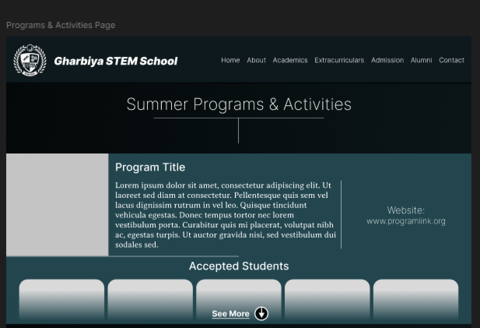 Programs & Activities Page
Gharbiya STEM School
Home About Academics Extracurriculars Admission Alumni Contact
Summer Programs & Activities
Program Title
Lorem ipsum dolor sit amet, consectetur adipiscing elit. Ut
laoreet sed diam at consectetur. Pellentesque quis sem vel
lacus dignissim rutrum in vel leo. Quisque tincidunt
vehicula egestas. Donec tempus tortor nec lorem
vestibulum porta. Curabitur quis mi placerat, volutpat nibh
ac, egestas turpis. Ut auctor gravida nisi, sed vestibulum dui
sodales sed.
Website:
www.programlink.org
Accepted Students
See More